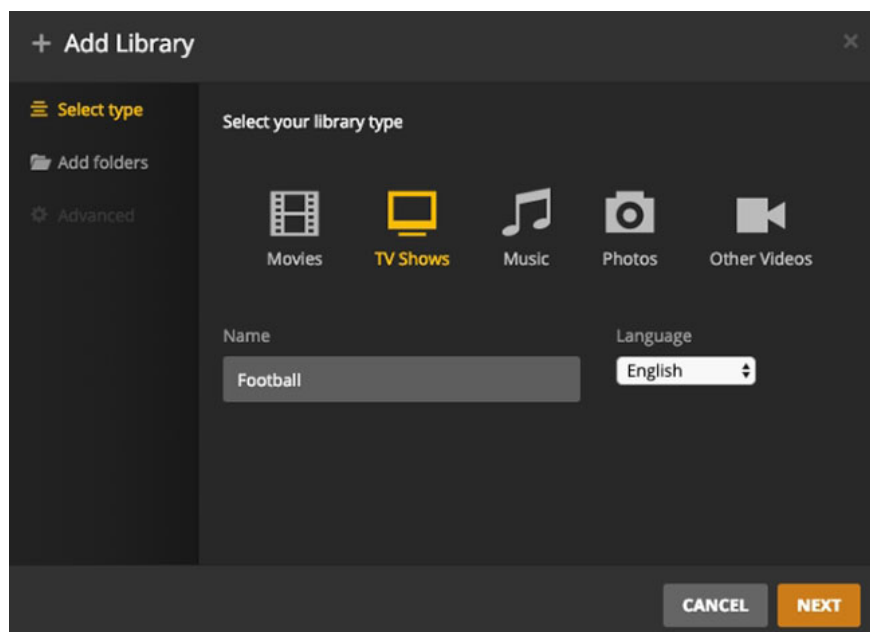 + Add Library ×
Select type
Add folders
Advanced
Select your library type
Movies TV Shows Music Photos Other Videos
Name Language
Football English
CANCEL NEXT